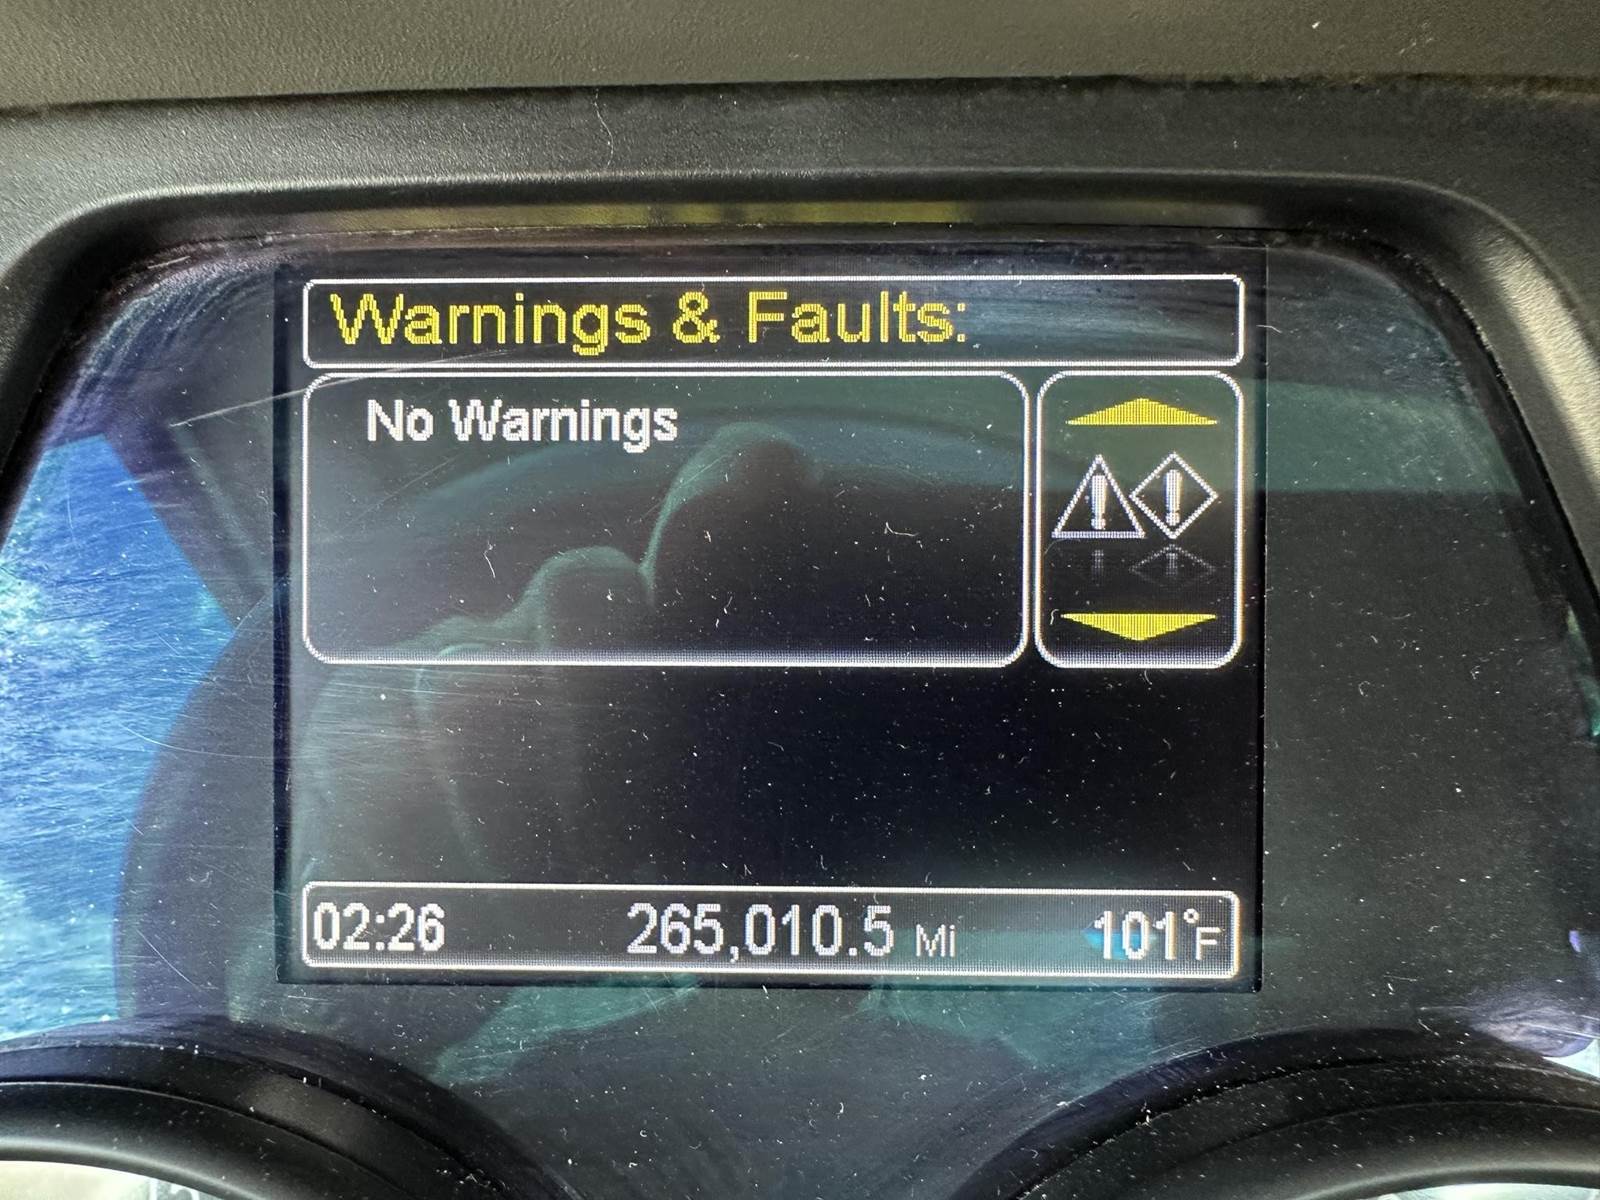 Warnings & Faults:
No Warnings
02:26 265,010.5 Mi 101°F